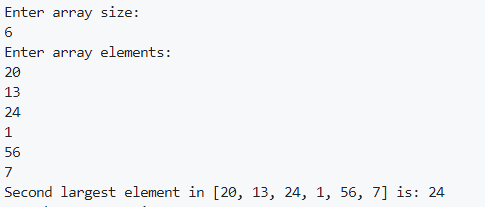 Enter array size:
6
Enter array elements:
20
13
24
1
56
7
Second largest element in [20, 13, 24, 1, 56, 7] is: 24